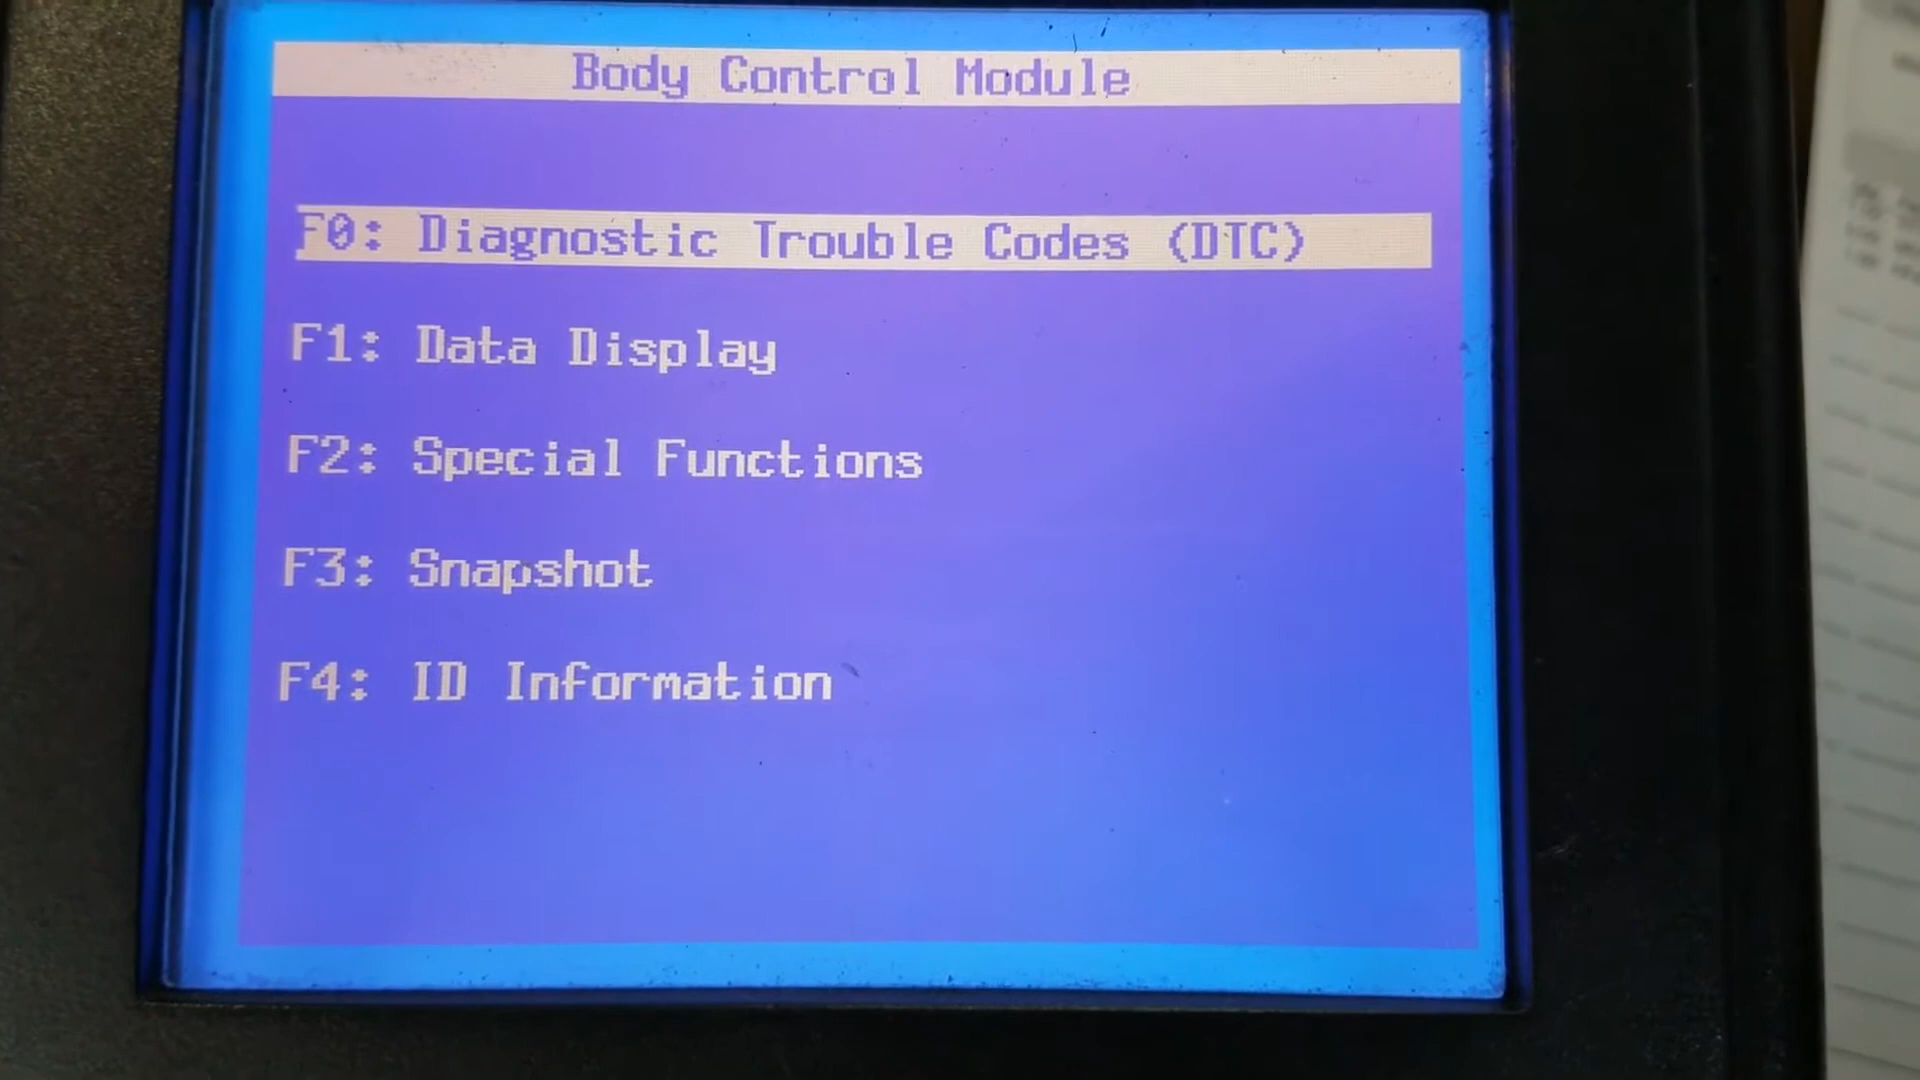 Body Control Module
F0: Diagnostic Trouble Codes (DTC)
F1: Data Display
F2: Special Functions
F3: Snapshot
F4: ID Information